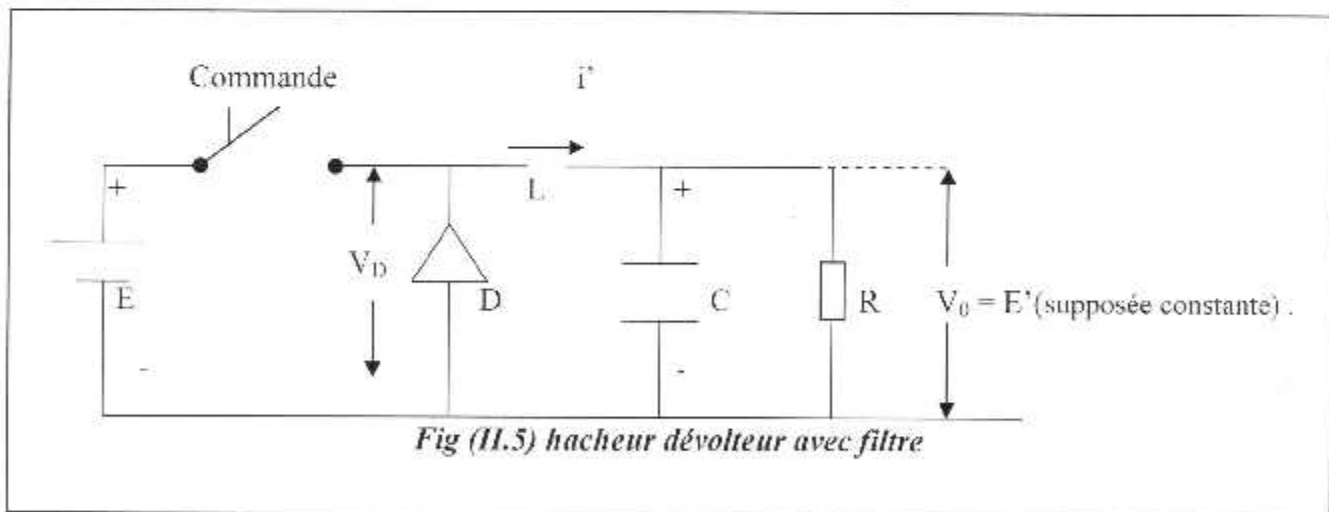 Commande
i'
+
L
+
V_D
E
D
C
R
V_0 = E'(supposée constante) .
-
-
Fig (II.5) hacheur dévolteur avec filtre